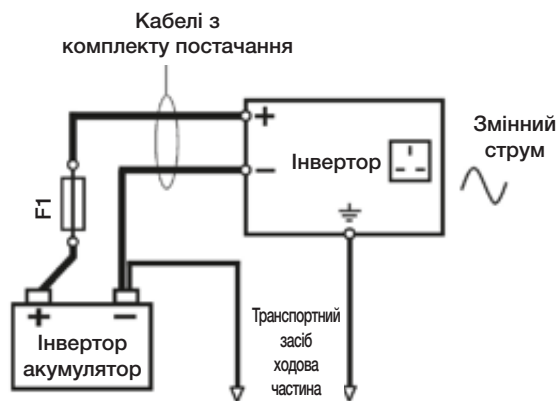 Кабелі з
комплекту постачання
+
−
Інвертор
Змінний
струм
F1
+ −
Інвертор
акумулятор
Транспортний
засіб
ходова
частина